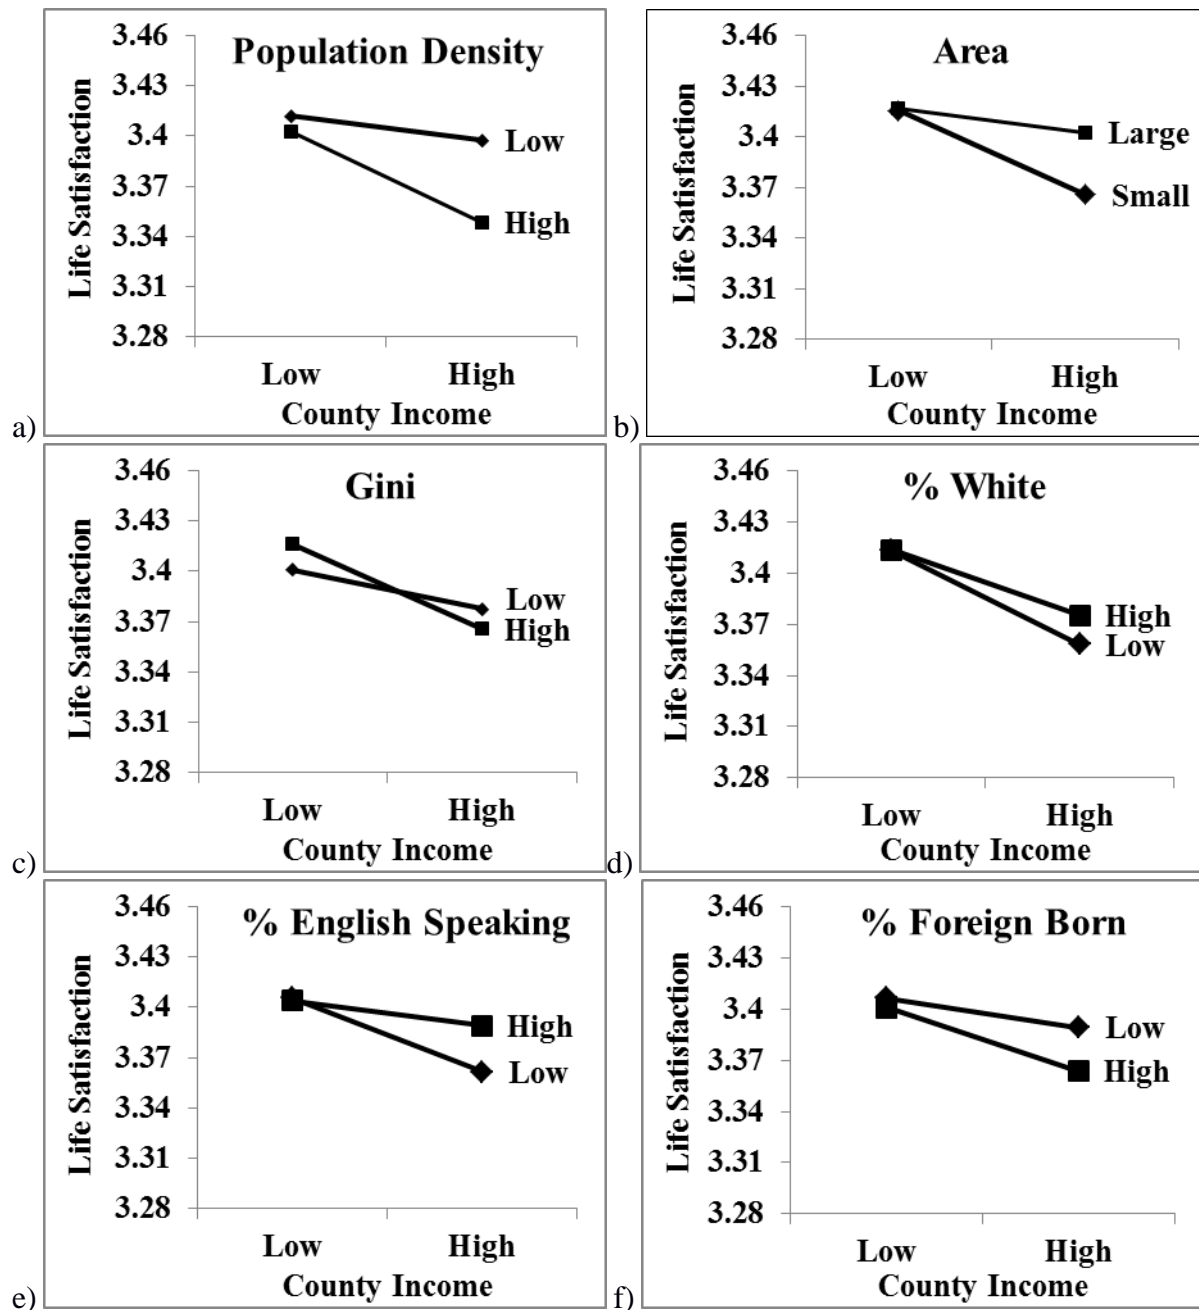 Population Density
3.46
3.43
3.4
3.37
3.34
3.31
3.28
Life Satisfaction
Low
High
Low
High
County Income
a)
Area
3.46
3.43
3.4
3.37
3.34
3.31
3.28
Life Satisfaction
Large
Small
Low
High
County Income
b)
Gini
3.46
3.43
3.4
3.37
3.34
3.31
3.28
Life Satisfaction
Low
High
Low
High
County Income
c)
% White
3.46
3.43
3.4
3.37
3.34
3.31
3.28
Life Satisfaction
High
Low
Low
High
County Income
d)
% English Speaking
3.46
3.43
3.4
3.37
3.34
3.31
3.28
Life Satisfaction
High
Low
Low
High
County Income
e)
% Foreign Born
3.46
3.43
3.4
3.37
3.34
3.31
3.28
Life Satisfaction
Low
High
Low
High
County Income
f)